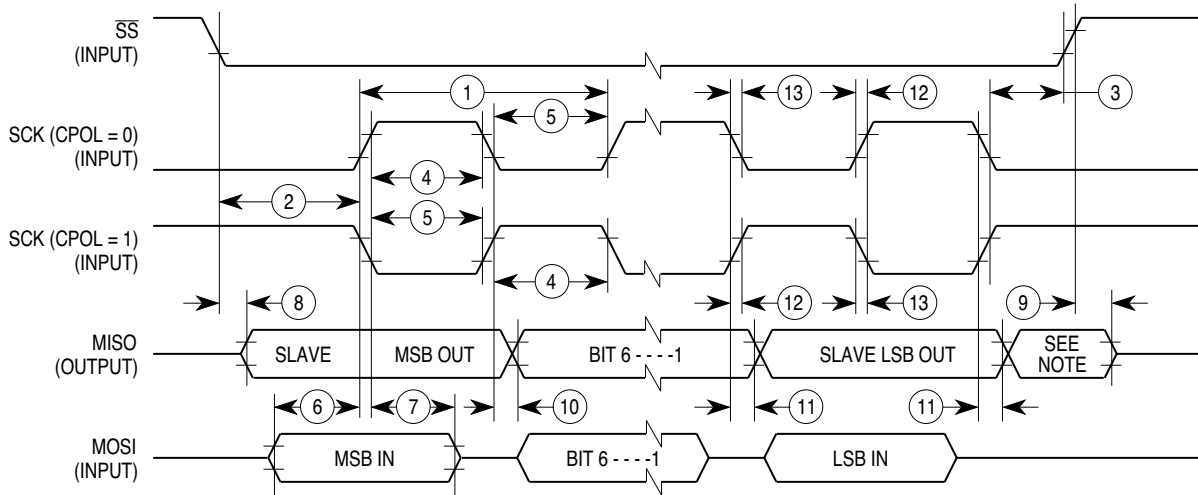 SS
(INPUT)
1
13
12
3
5
SCK (CPOL = 0)
(INPUT)
4
2
5
SCK (CPOL = 1)
(INPUT)
4
8
12
13
9
MISO
(OUTPUT)
SLAVE
MSB OUT
BIT 6 - - - - 1
SLAVE LSB OUT
SEE
NOTE
6
7
10
11
11
MOSI
(INPUT)
MSB IN
BIT 6 - - - - 1
LSB IN